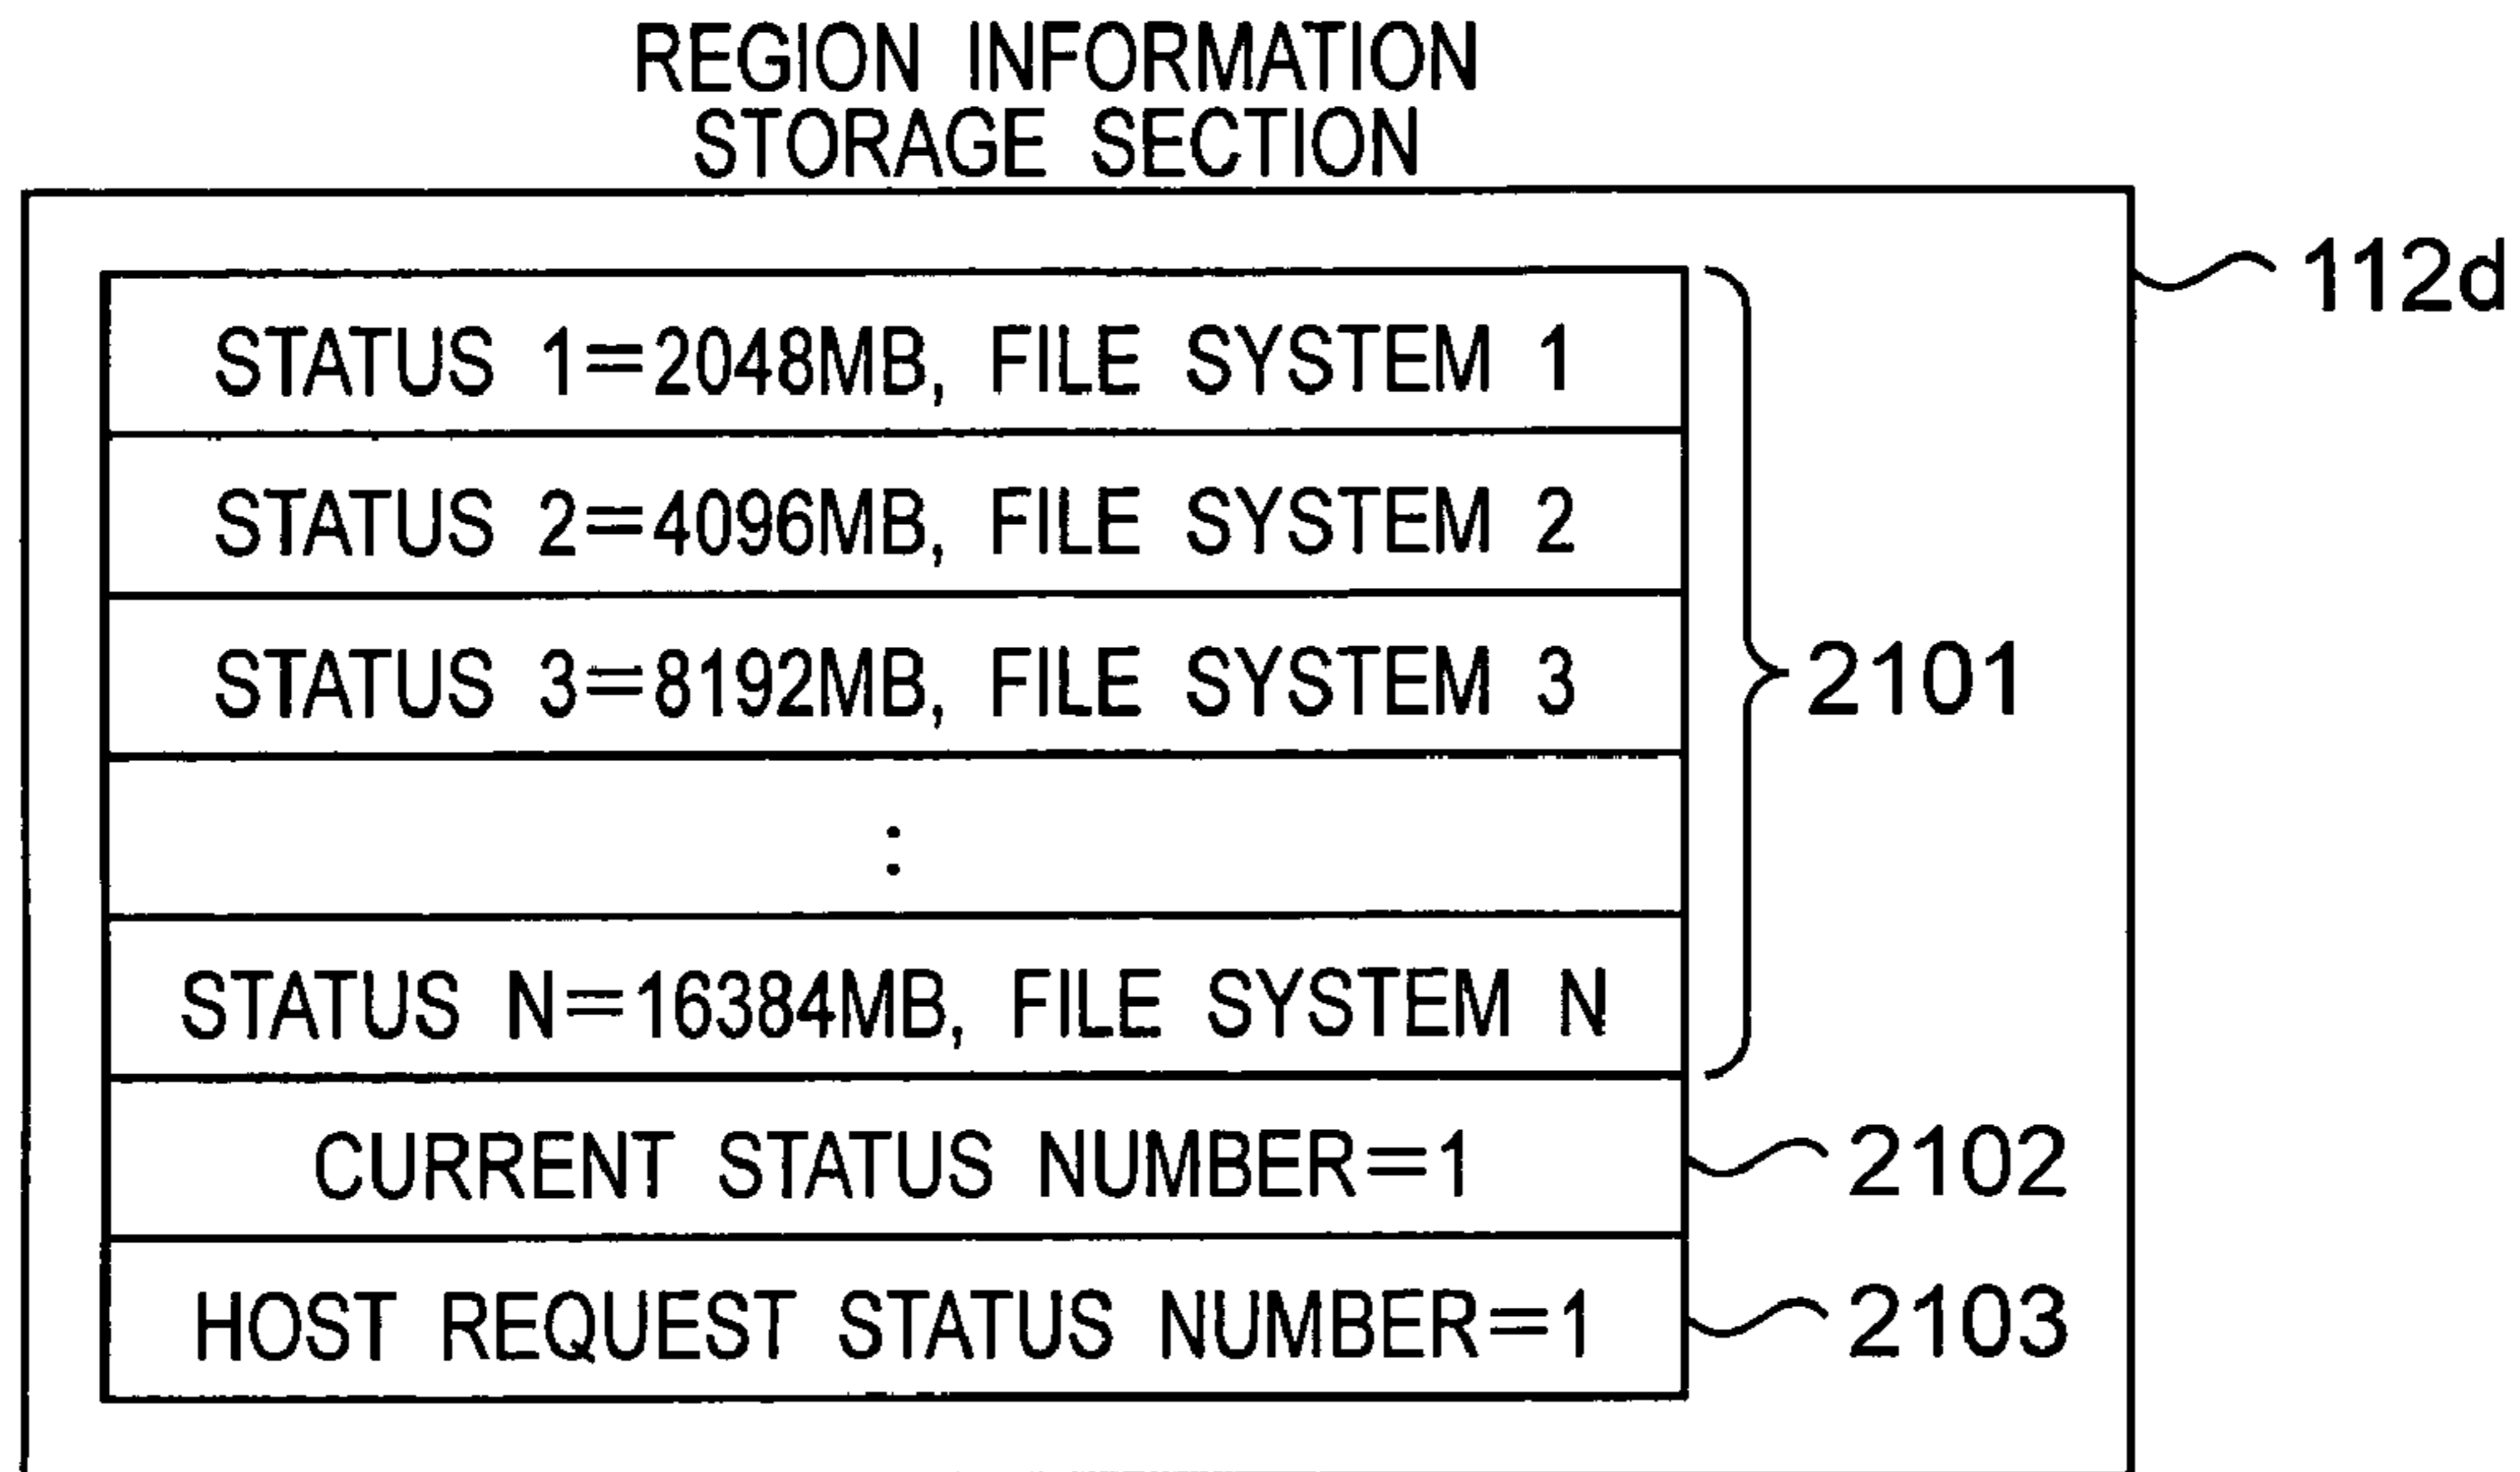 REGION INFORMATION
STORAGE SECTION
112d
STATUS 1=2048MB, FILE SYSTEM 1
STATUS 2=4096MB, FILE SYSTEM 2
STATUS 3=8192MB, FILE SYSTEM 3
2101
:
STATUS N=16384MB, FILE SYSTEM N
CURRENT STATUS NUMBER=1
2102
HOST REQUEST STATUS NUMBER=1
2103